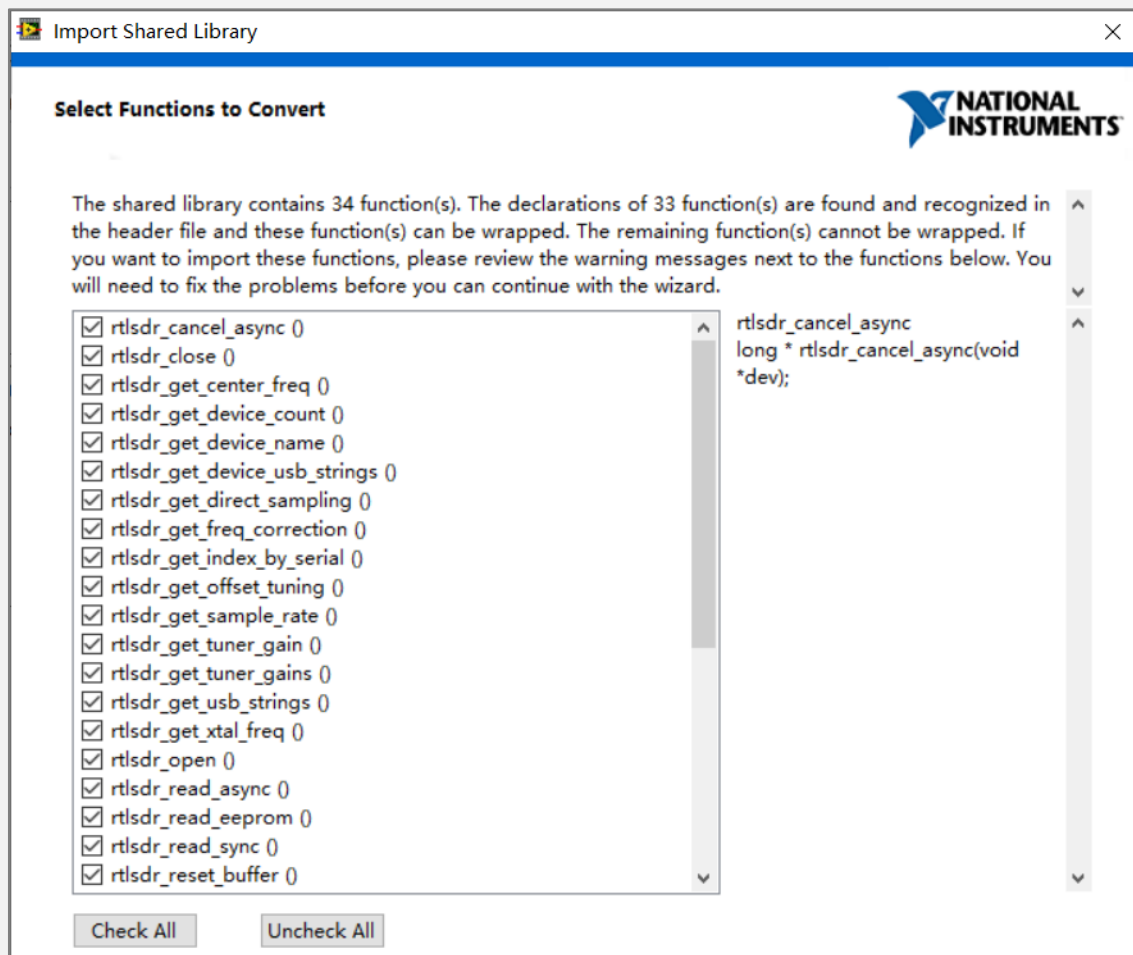 Import Shared Library
Select Functions to Convert
NATIONAL
INSTRUMENTS
The shared library contains 34 function(s). The declarations of 33 function(s) are found and recognized in
the header file and these function(s) can be wrapped. The remaining function(s) cannot be wrapped. If
you want to import these functions, please review the warning messages next to the functions below. You
will need to fix the problems before you can continue with the wizard.
rtlsdr_cancel_async ()
rtlsdr_close ()
rtlsdr_get_center_freq ()
rtlsdr_get_device_count ()
rtlsdr_get_device_name ()
rtlsdr_get_device_usb_strings ()
rtlsdr_get_direct_sampling ()
rtlsdr_get_freq_correction ()
rtlsdr_get_index_by_serial ()
rtlsdr_get_offset_tuning ()
rtlsdr_get_sample_rate ()
rtlsdr_get_tuner_gain ()
rtlsdr_get_tuner_gains ()
rtlsdr_get_usb_strings ()
rtlsdr_get_xtal_freq ()
rtlsdr_open ()
rtlsdr_read_async ()
rtlsdr_read_eeprom ()
rtlsdr_read_sync ()
rtlsdr_reset_buffer ()
rtlsdr_cancel_async
long * rtlsdr_cancel_async(void
*dev);
Check All
Uncheck All